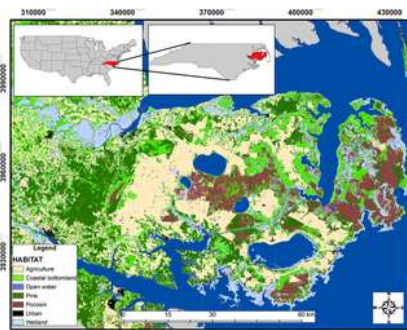 310000 340000 370000 400000 430000
3990000
3960000
3930000
Legend
HABITAT
Agriculture
Coastal bottomland
Open water
Pine
Pocosin
Urban
Wetland
15 30 60 km